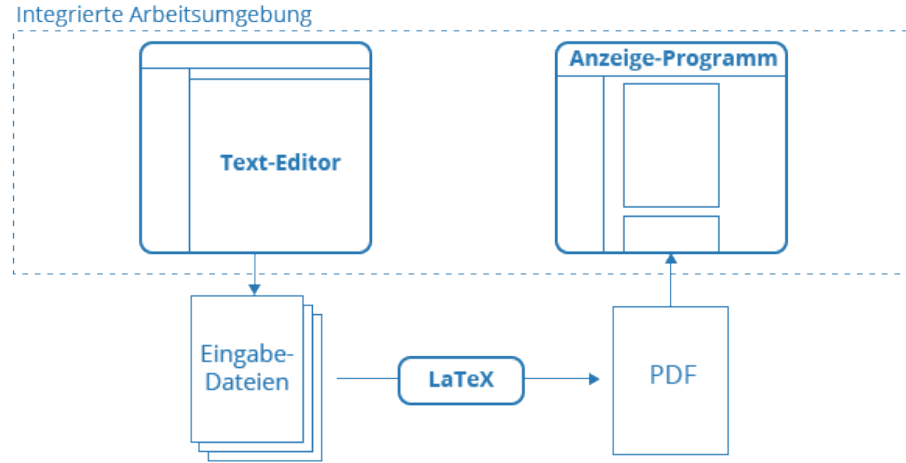 Integrierte Arbeitsumgebung
Anzeige-Programm
Text-Editor
Eingabe-
Dateien
LaTeX
PDF